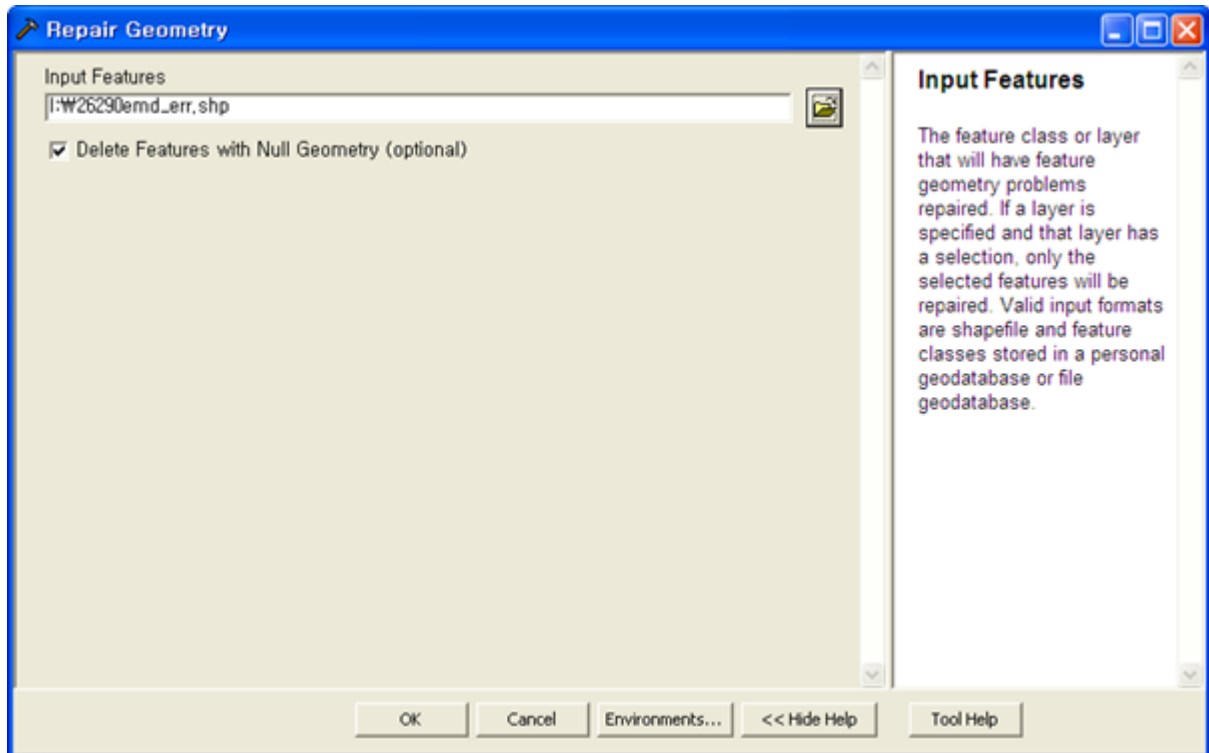 Repair Geometry
Input Features
I:₩26290emd_err,shp
Delete Features with Null Geometry (optional)
Input Features
The feature class or layer
that will have feature
geometry problems
repaired. If a layer is
specified and that layer has
a selection, only the
selected features will be
repaired. Valid input formats
are shapefile and feature
classes stored in a personal
geodatabase or file
geodatabase.
OK
Cancel
Environments...
<< Hide Help
Tool Help